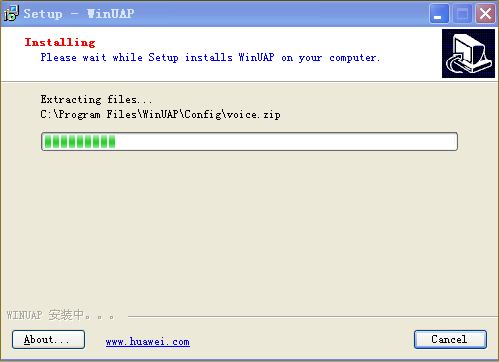 Setup - WinUAP
Installing
Please wait while Setup installs WinUAP on your computer.
Extracting files...
C:\Program Files\WinUAP\Config\voice.zip
WINUAP 安装中。。。
About...
www.huawei.com
Cancel